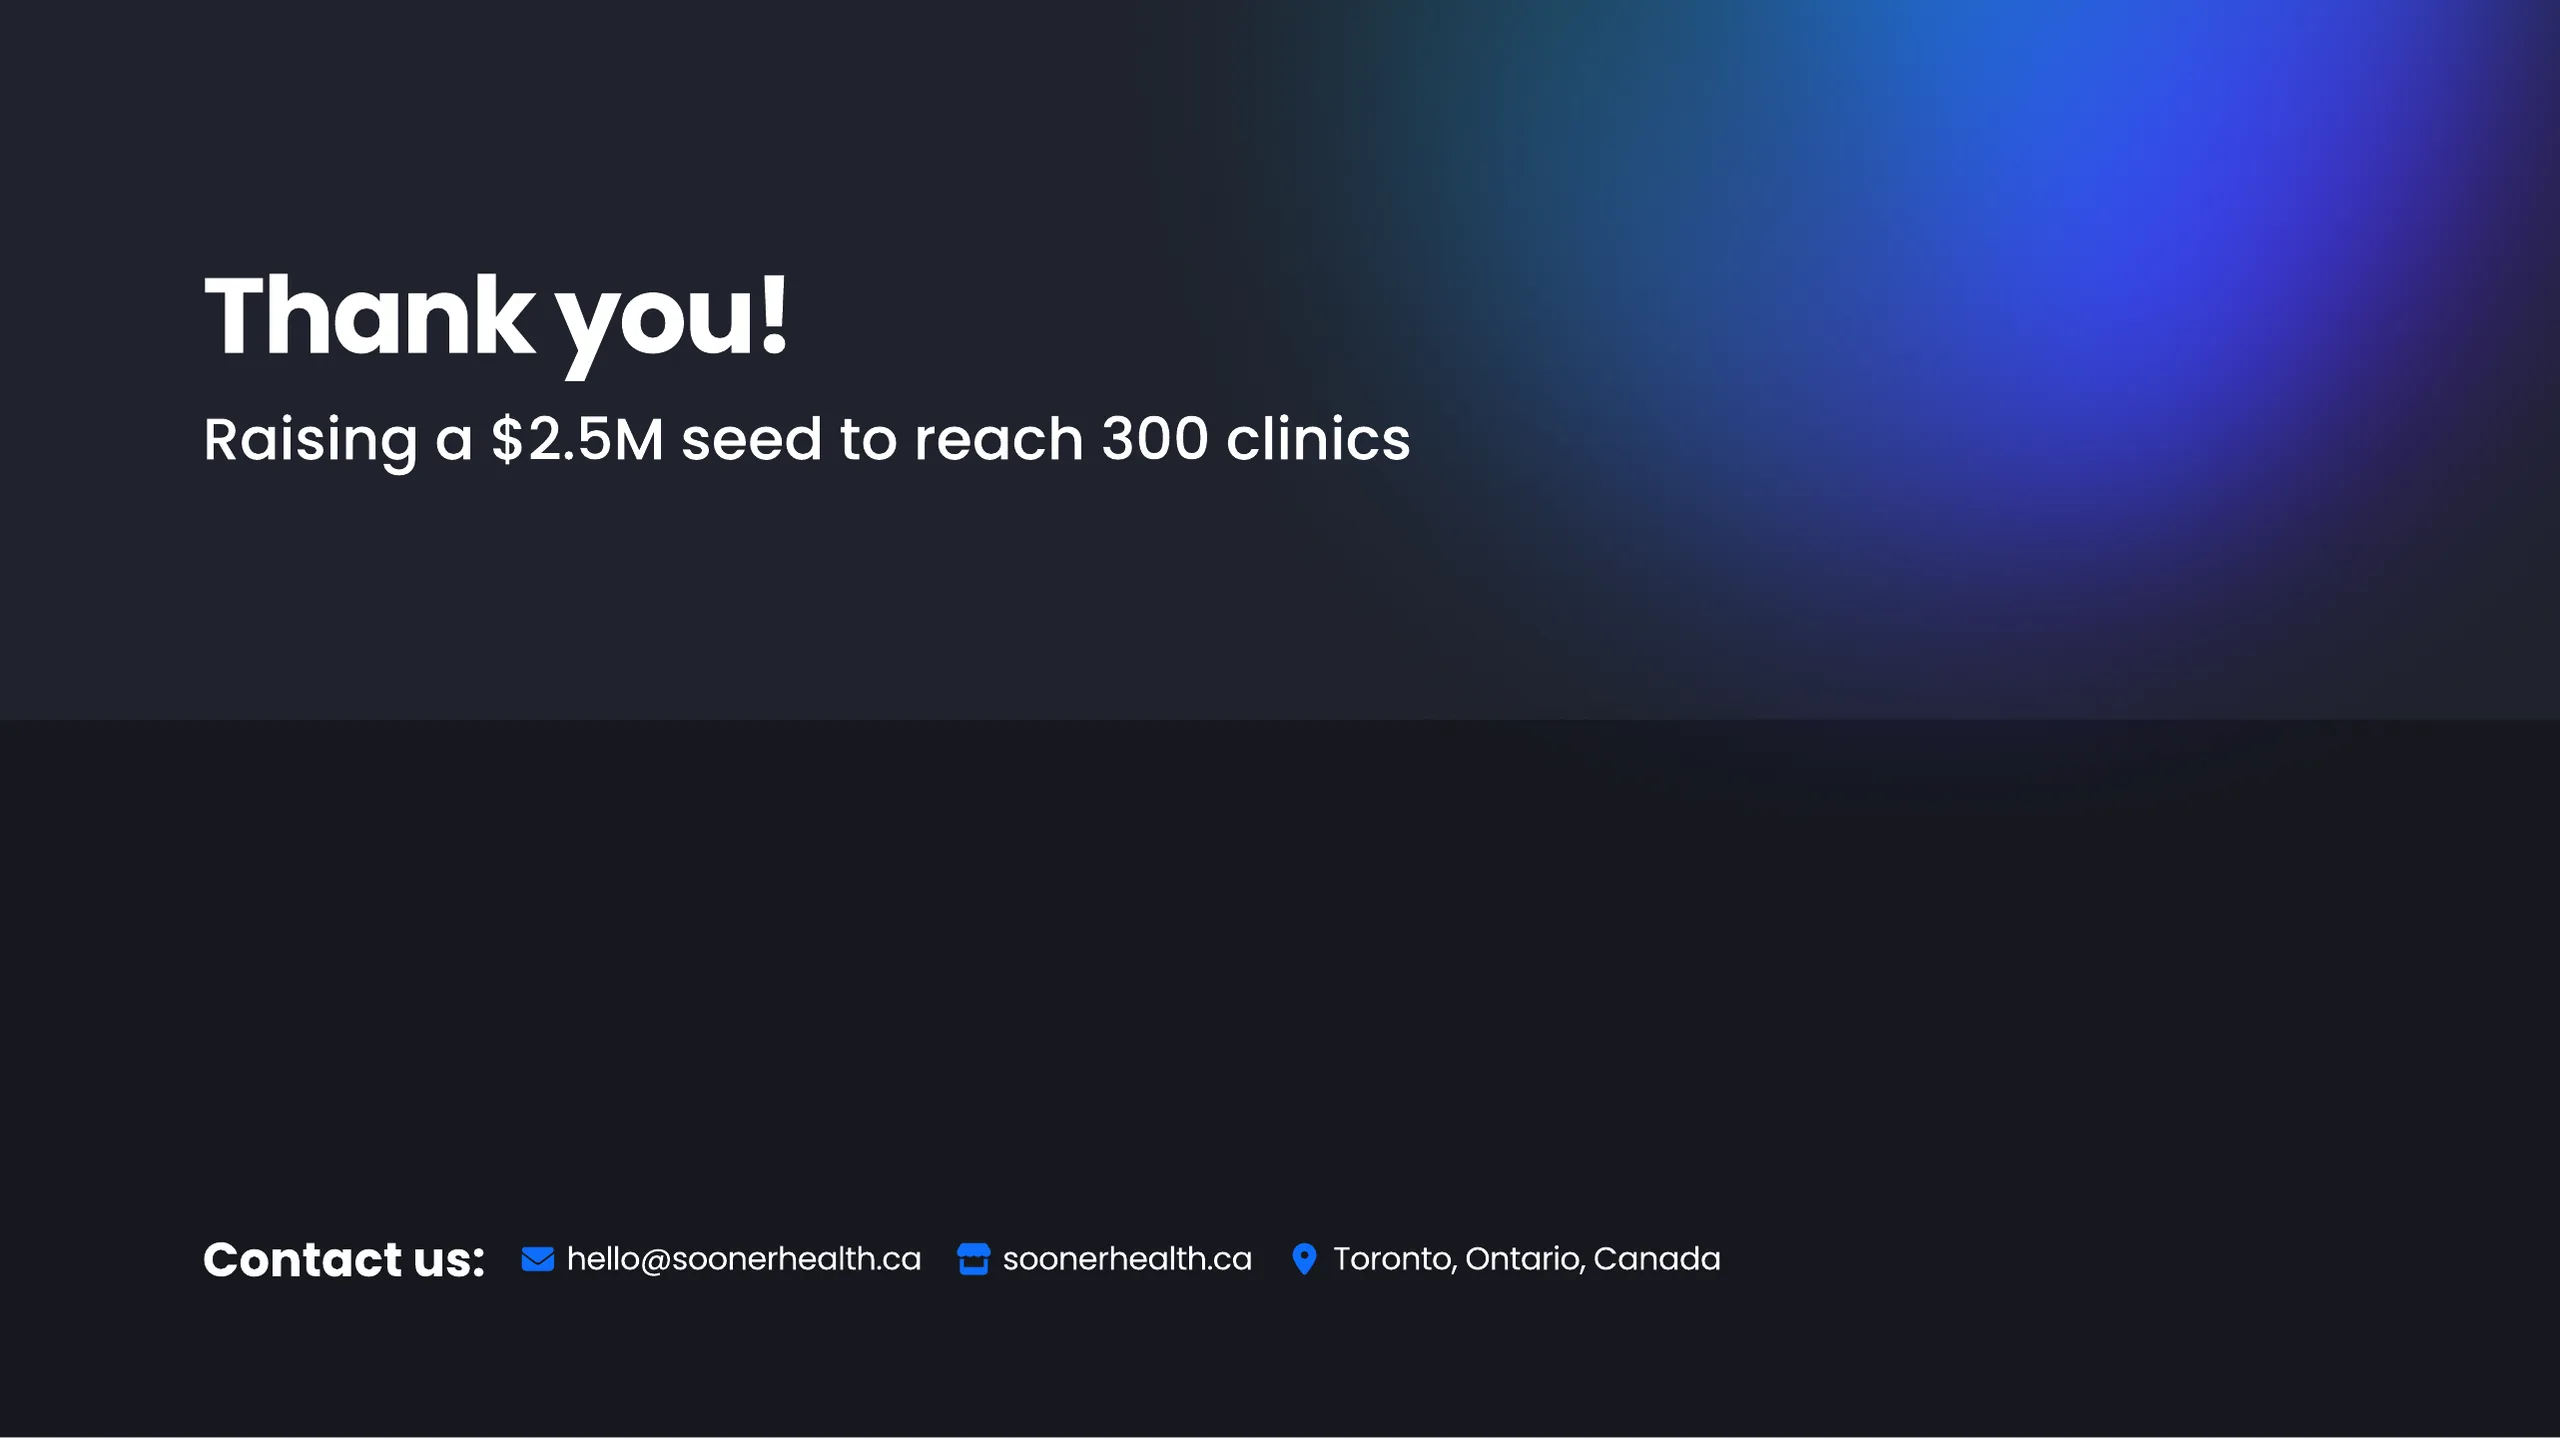 Thank you!
Raising a $2.5M seed to reach 300 clinics
Contact us: hello@soonerhealth.ca soonerhealth.ca Toronto, Ontario, Canada